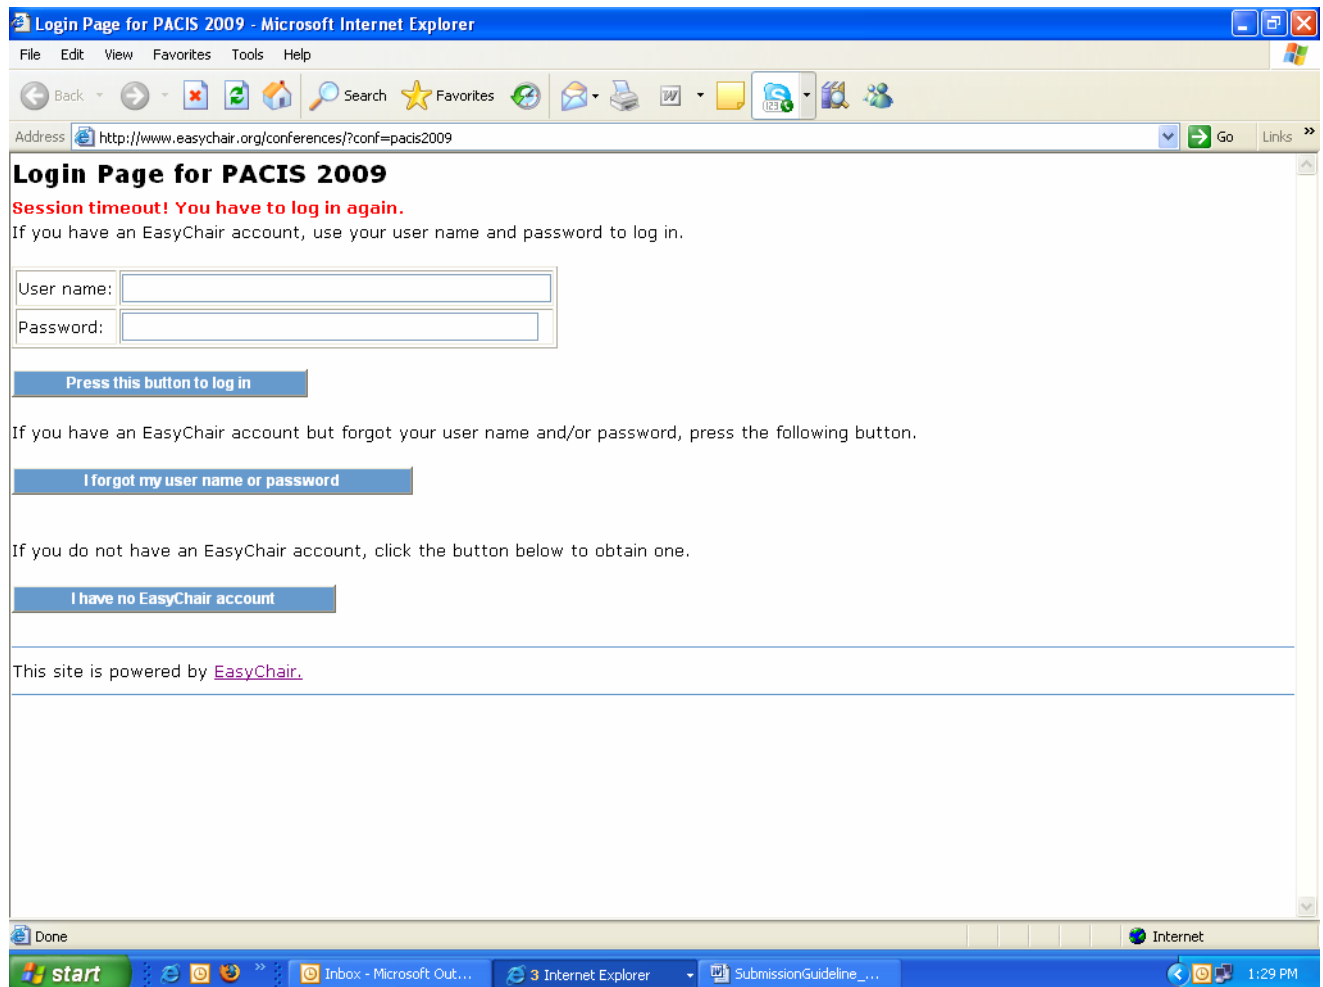 Login Page for PACIS 2009 - Microsoft Internet Explorer
File Edit View Favorites Tools Help
Back Search Favorites
Address http://www.easychair.org/conferences/?conf=pacis2009 Go Links »
Login Page for PACIS 2009
Session timeout! You have to log in again.
If you have an EasyChair account, use your user name and password to log in.
User name:
Password:
Press this button to log in
If you have an EasyChair account but forgot your user name and/or password, press the following button.
I forgot my user name or password
If you do not have an EasyChair account, click the button below to obtain one.
I have no EasyChair account
This site is powered by EasyChair.
Done Internet
start » Inbox - Microsoft Out... 3 Internet Explorer SubmissionGuideline_... 1:29 PM